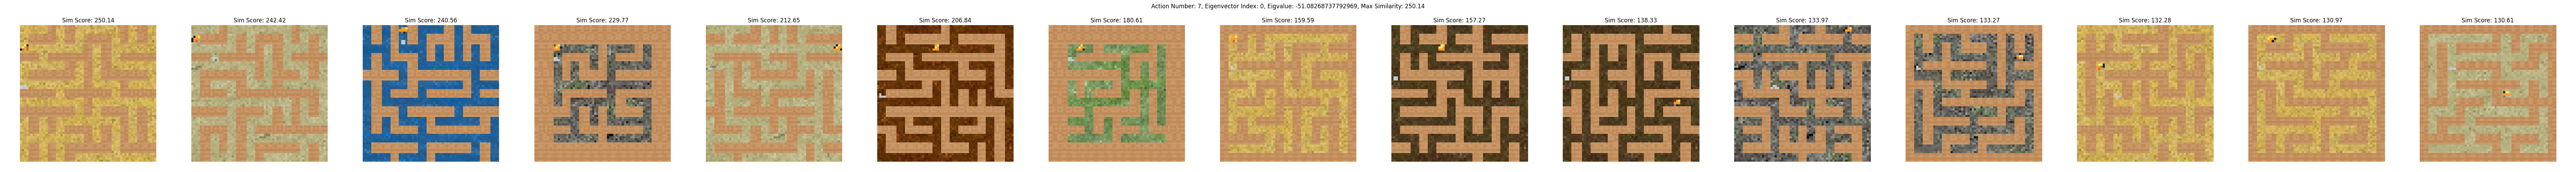 Action Number: 7, Eigenvector Index: 0, Eigvalue: -51.08268737792969, Max Similarity: 250.14
Sim Score: 250.14
Sim Score: 242.42
Sim Score: 240.56
Sim Score: 229.77
Sim Score: 212.65
Sim Score: 206.84
Sim Score: 180.61
Sim Score: 159.59
Sim Score: 157.27
Sim Score: 138.33
Sim Score: 133.97
Sim Score: 133.27
Sim Score: 132.28
Sim Score: 130.97
Sim Score: 130.61